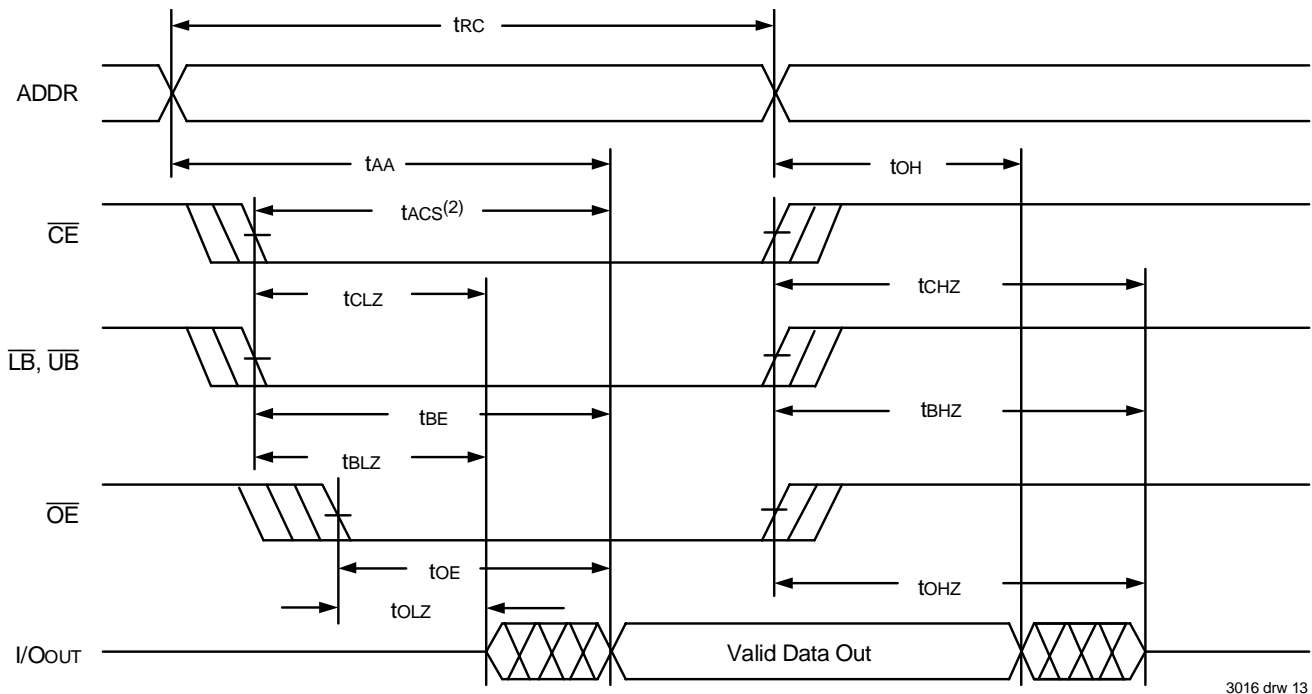 tRC
ADDR
tAA
tOH
tACS(2)
CE
tCLZ
tCHZ
LB, UB
tBE
tBHZ
tBLZ
OE
tOE
tOHZ
tOLZ
I/OOUT
Valid Data Out
3016 drw 13